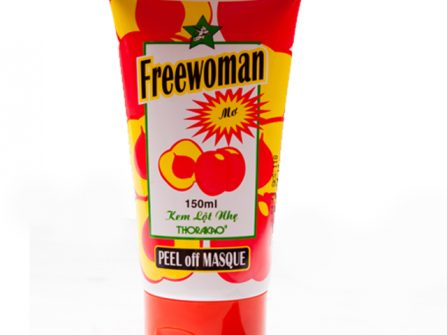 Freewoman
Mơ
150ml
Kem Lột Nhẹ
THORAKAO®
PEEL off MASQUE